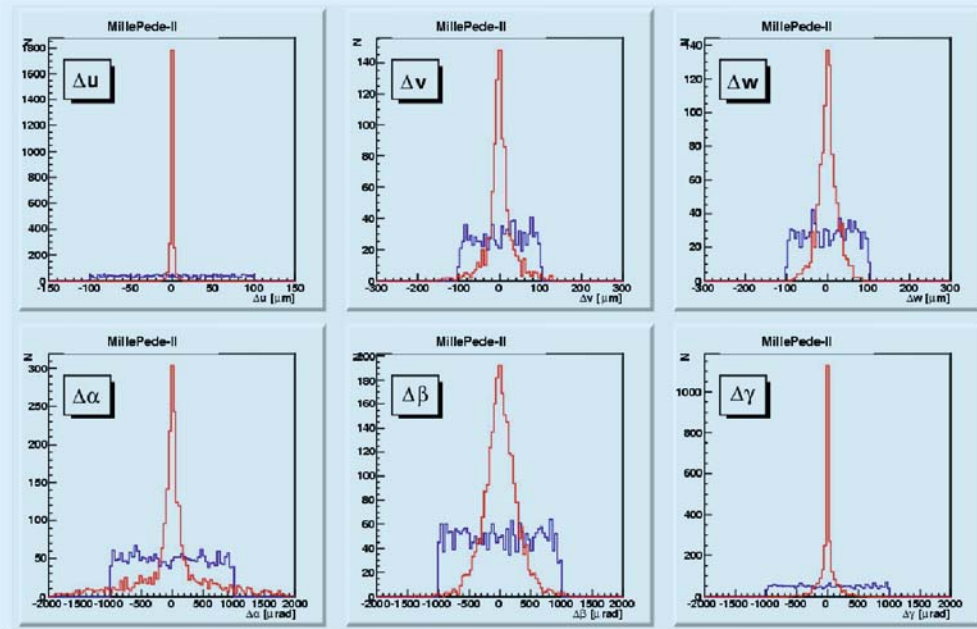 MillePede-II MillePede-II MillePede-II
N N N
Δu Δv Δw
1800 1600 1400 1200 1000 800 600 400 200 0
140 120 100 80 60 40 20 0
140 120 100 80 60 40 20 0
-150 -100 -50 0 50 100 150
-300 -200 -100 0 100 200 300
-300 -200 -100 0 100 200 300
Δu [µm] Δv [µm] Δw [µm]
MillePede-II MillePede-II MillePede-II
N N N
Δα Δβ Δγ
300 250 200 150 100 50 0
200 180 160 140 120 100 80 60 40 20 0
1000 800 600 400 200 0
-2000 -1500 -1000 -500 0 500 1000 1500 2000
-2000 -1500 -1000 -500 0 500 1000 1500 2000
-2000 -1500 -1000 -500 0 500 1000 1500 2000
Δα [µrad] Δβ [µrad] Δγ [µrad]